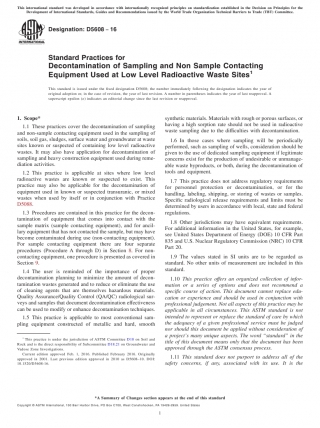 This international standard was developed in accordance with internationally recognized principles on standardization established in the Decision on Principles for the
Development of International Standards, Guides and Recommendations issued by the World Trade Organization Technical Barriers to Trade (TBT) Committee.
INTERNATIONAL
Designation: D5608 − 16
Standard Practices for
Decontamination of Sampling and Non Sample Contacting
Equipment Used at Low Level Radioactive Waste Sites1
This standard is issued under the fixed designation D5608; the number immediately following the designation indicates the year of
original adoption or, in the case of revision, the year of last revision. A number in parentheses indicates the year of last reapproval. A
superscript epsilon (ε) indicates an editorial change since the last revision or reapproval.
1. Scope*
1.1 These practices cover the decontamination of sampling
and non-sample contacting equipment used in the sampling of
soils, soil gas, sludges, surface water and groundwater at waste
sites known or suspected of containing low level radioactive
wastes. It may also have application for decontamination of
sampling and heavy construction equipment used during reme-
diation activities.
1.2 This practice is applicable at sites where low level
radioactive wastes are known or suspected to exist. This
practice may also be applicable for the decontamination of
equipment used in known or suspected transuranic, or mixed
wastes when used by itself or in conjunction with Practice
D5088.
1.3 Procedures are contained in this practice for the decon-
tamination of equipment that comes into contact with the
sample matrix (sample contacting equipment), and for ancil-
lary equipment that has not contacted the sample, but may have
become contaminated during use (non-contacting equipment).
For sample contacting equipment there are four separate
procedures (Procedure A through D) in Section 8. For non-
contacting equipment, one procedure is presented as covered in
Section 9.
1.4 The user is reminded of the importance of proper
decontamination planning to minimize the amount of decon-
tamination wastes generated and to reduce or eliminate the use
of cleaning agents that are themselves hazardous materials.
Quality Assurance/Quality Control (QA/QC) radiological sur-
veys and samples that document decontamination effectiveness
can be used to modify or enhance decontamination techniques.
1.5 This practice is applicable to most conventional sam-
pling equipment constructed of metallic and hard, smooth
synthetic materials. Materials with rough or porous surfaces, or
having a high sorption rate should not be used in radioactive
waste sampling due to the difficulties with decontamination.
1.6 In those cases where sampling will be periodically
performed, such as sampling of wells, consideration should be
given to the use of dedicated sampling equipment if legitimate
concerns exist for the production of undesirable or unmanage-
able waste byproducts, or both, during the decontamination of
tools and equipment.
1.7 This practice does not address regulatory requirements
for personnel protection or decontamination, or for the
handling, labeling, shipping, or storing of wastes or samples.
Specific radiological release requirements and limits must be
determined by users in accordance with local, state and federal
regulations.
1.8 Other jurisdictions may have equivalent requirements.
For additional information in the United States, for example,
see United States Department of Energy (DOE) 10 CFR Part
835 and U.S. Nuclear Regulatory Commission (NRC) 10 CFR
Part 20.
1.9 The values stated in SI units are to be regarded as
standard. No other units of measurement are included in this
standard.
1.10 This practice offers an organized collection of infor-
mation or a series of options and does not recommend a
specific course of action. This document cannot replace edu-
cation or experience and should be used in conjunction with
professional judgements. Not all aspects of this practice may be
applicable in all circumstances. This ASTM standard is not
intended to represent or replace the standard of care by which
the adequacy of a given professional service must be judged
nor should this document be applied without consideration of
a project's many unique aspects. The word "standard" in the
title of this document means only that the document has been
approved through the ASTM consensus process.
1.11 This standard does not purport to address all of the
safety concerns, if any, associated with its use. It is the
1 This practice is under the jurisdiction of ASTM Committee D18 on Soil and
Rock and is the direct responsibility of Subcommittee D18.21 on Groundwater and
Vadose Zone Investigations.
Current edition approved Feb. 1, 2016. Published February 2016. Originally
approved in 1994. Last previous edition approved in 2010 as D5608–10. DOI:
10.1520/D5608-16.
*A Summary of Changes section appears at the end of this standard
Copyright © ASTM International, 100 Barr Harbor Drive, PO Box C700, West Conshohocken, PA 19428-2959. United States
1